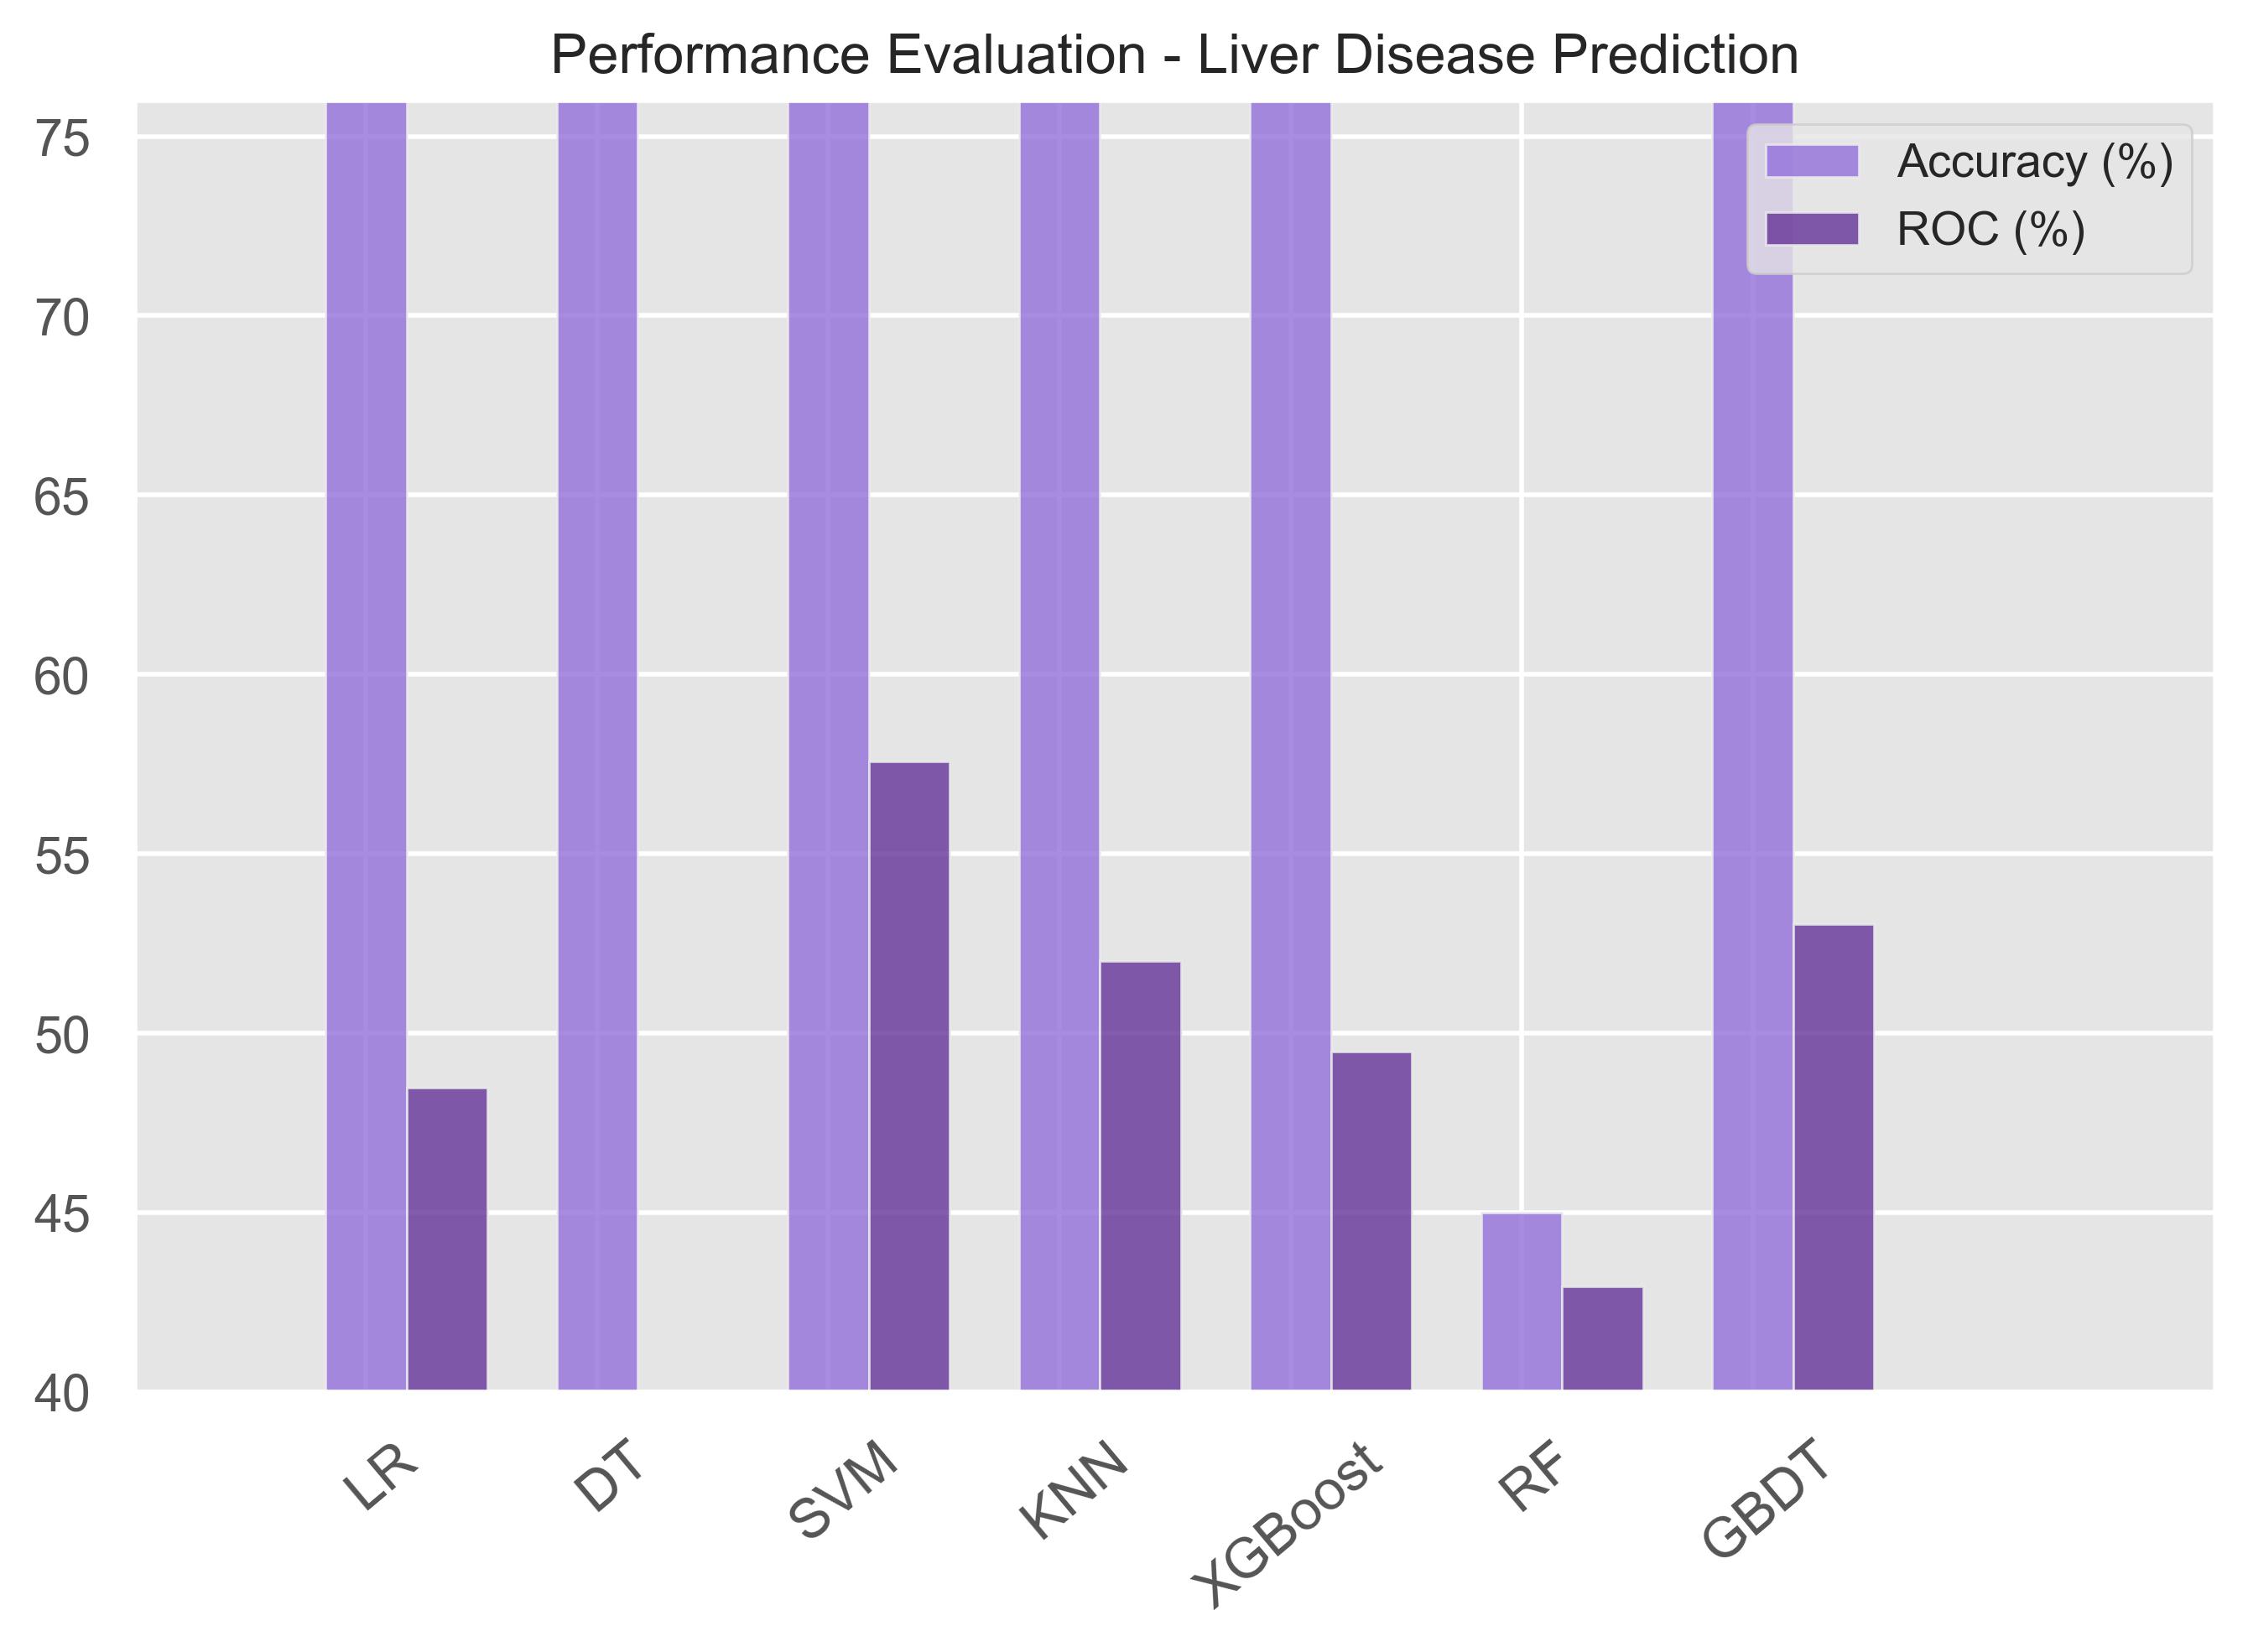 Performance Evaluation - Liver Disease Prediction
Accuracy (%)
ROC (%)
75
70
65
60
55
50
45
40
LR
DT
SVM
KNN
XGBoost
RF
GBDT